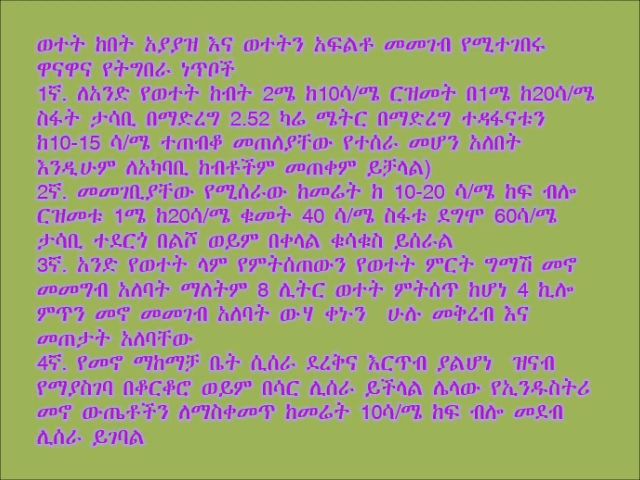 ወተት ከበት አያያዝ እና ወተትን አፍልቶ መመገብ የሚተገበሩ
ዋናዋና የትግበራ ነጥቦች
1ኛ. ለአንድ የወተት ከብት 2ሜ ከ10ሳ/ሜ ርዝመት በ1ሜ ከ20ሳ/ሜ
ስፋት ታሳቢ በማድረግ 2.52 ካሬ ሜትር በማድረግ ተዳፋናቱን
ከ10-15 ሳ/ሜ ተጠብቆ መጠለያቸው የተሰራ መሆን አለበት
እንዲሁም ለአካባቢ ከብቶችም መጠቀም ይቻላል)
2ኛ. መመገቢያቸው የሚሰራው ከመሬት ከ 10-20 ሳ/ሜ ከፍ ብሎ
ርዝመቱ 1ሜ ከ20ሳ/ሜ ቁመት 40 ሳ/ሜ ስፋቱ ደግሞ 60ሳ/ሜ
ታሳቢ ተደርጎ በልሾ ወይም በቀላል ቁሳቁስ ይሰራል
3ኛ. አንድ የወተት ላም የምትሰጠውን የወተት ምርት ግማሽ መኖ
መመግብ አለባት ማለትም 8 ሊትር ወተት ምትሰጥ ከሆነ 4 ኪሎ
ምጥን መኖ መመገብ አለባት ውሃ ቀኑን ሁሉ መቅረብ እና
መጠታት አለባቸው
4ኛ. የመኖ ማከማቻ ቤት ሲሰራ ደረቅና እርጥብ ያልሆነ ዝናብ
የማያስገባ በቆርቆሮ ወይም በሳር ሊሰራ ይችላል ሌላው የኢንዱስትሪ
መኖ ውጤቶችን ለማስቀመጥ ከመሬት 10ሳ/ሜ ከፍ ብሎ መደብ
ሊሰራ ይገባል